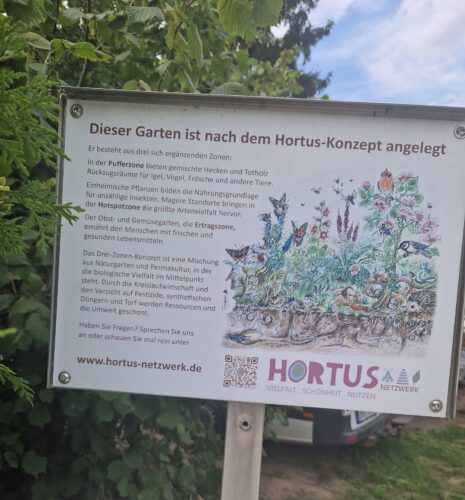 Dieser Garten ist nach dem Hortus-Konzept angelegt
Er besteht aus drei sich ergänzenden Zonen:
In der Pufferzone bieten gemischte Hecken und Totholz
Rückzugsräume für Igel, Vögel, Frösche und andere Tiere.
Einheimische Pflanzen bilden die Nahrungsgrundlage
für unzählige Insekten. Magere Standorte bringen in
der Hotspotzone die größte Artenvielfalt hervor.
Der Obst- und Gemüsegarten, die Ertragszone,
ernährt den Menschen mit frischen und
gesunden Lebensmitteln.
Das Drei-Zonen-Konzept ist eine Mischung
aus Naturgarten und Permakultur, in der
die biologische Vielfalt im Mittelpunkt
steht. Durch die Kreislaufwirtschaft und
den Verzicht auf Pestizide, synthetischen
Düngern und Torf werden Ressourcen und
die Umwelt geschont.
Haben Sie Fragen? Sprechen Sie uns
an oder schauen Sie mal rein unter
www.hortus-netzwerk.de
HORTUS
NETZWERK
VIELFALT . SCHÖNHEIT . NUTZEN